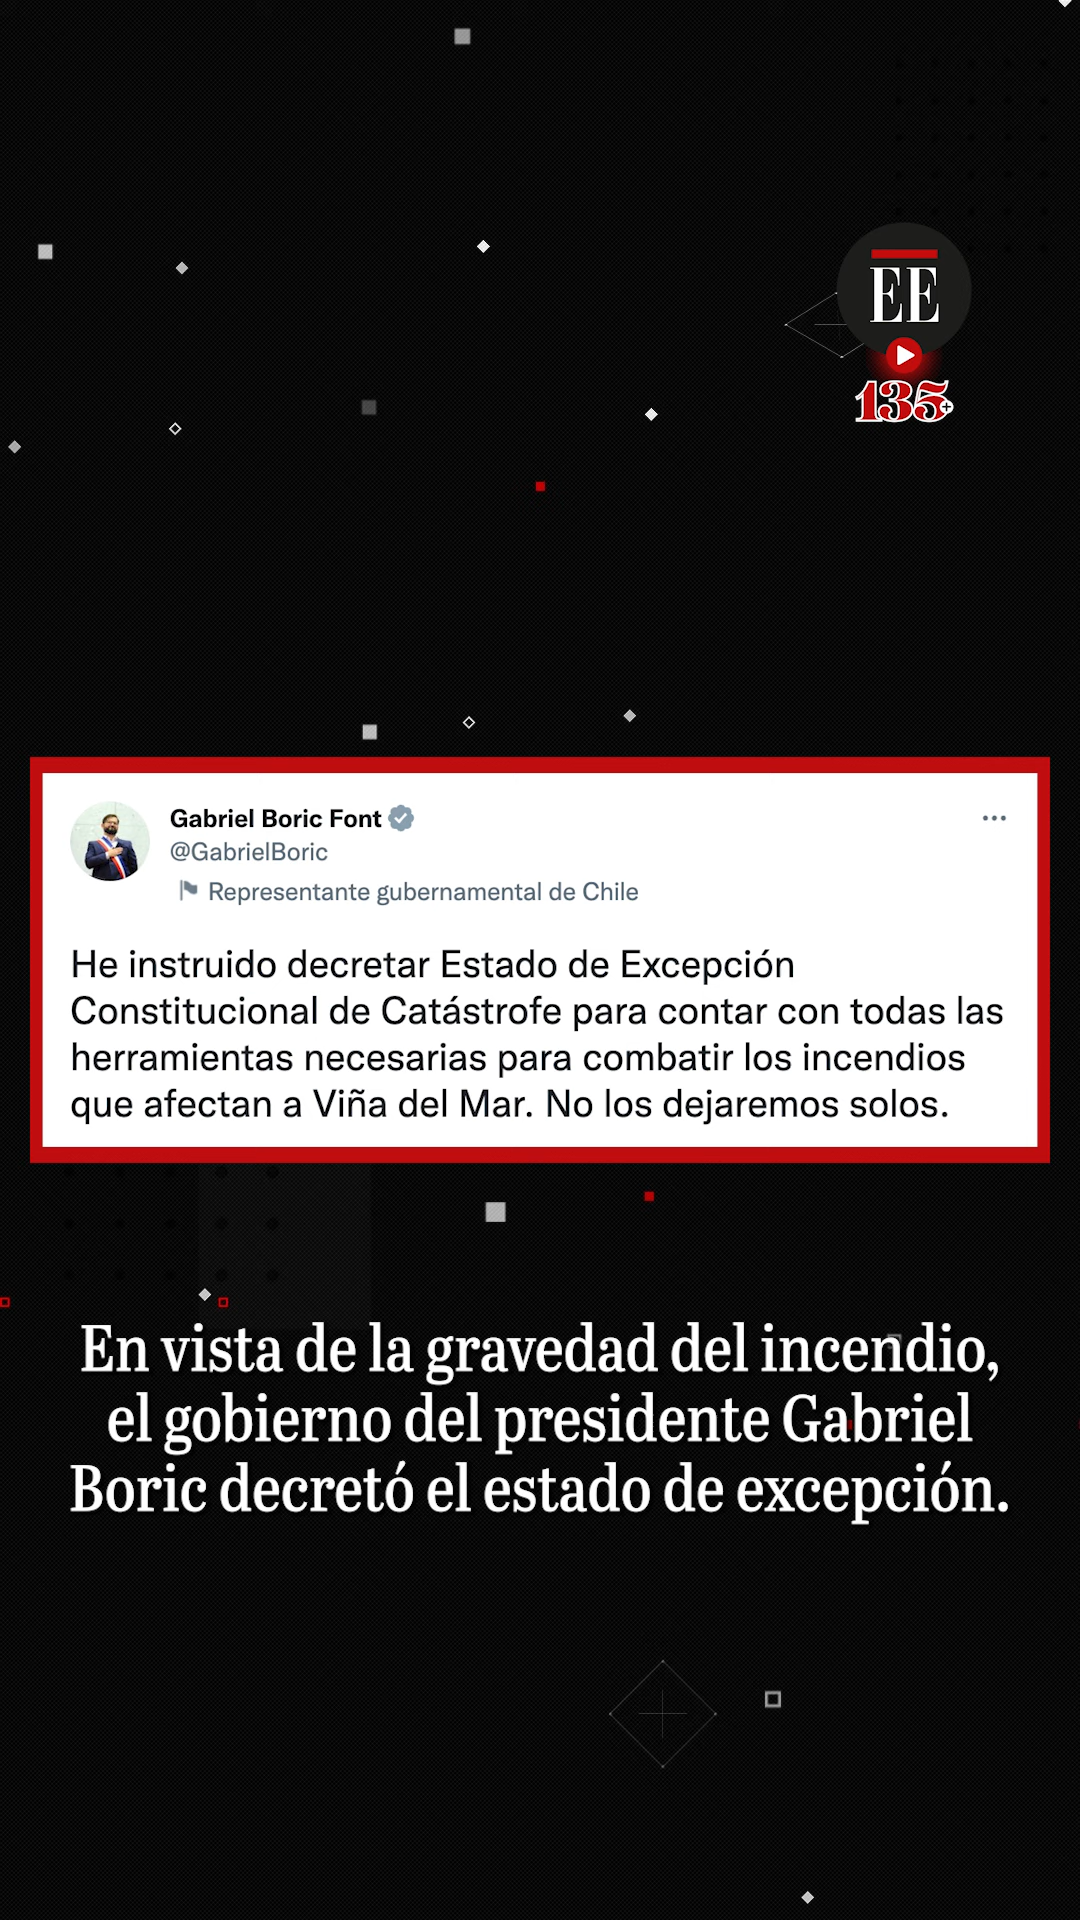 EE
135+
Gabriel Boric Font
@GabrielBoric
Representante gubernamental de Chile
He instruido decretar Estado de Excepción
Constitucional de Catástrofe para contar con todas las
herramientas necesarias para combatir los incendios
que afectan a Viña del Mar. No los dejaremos solos.
En vista de la gravedad del incendio,
el gobierno del presidente Gabriel
Boric decretó el estado de excepción.